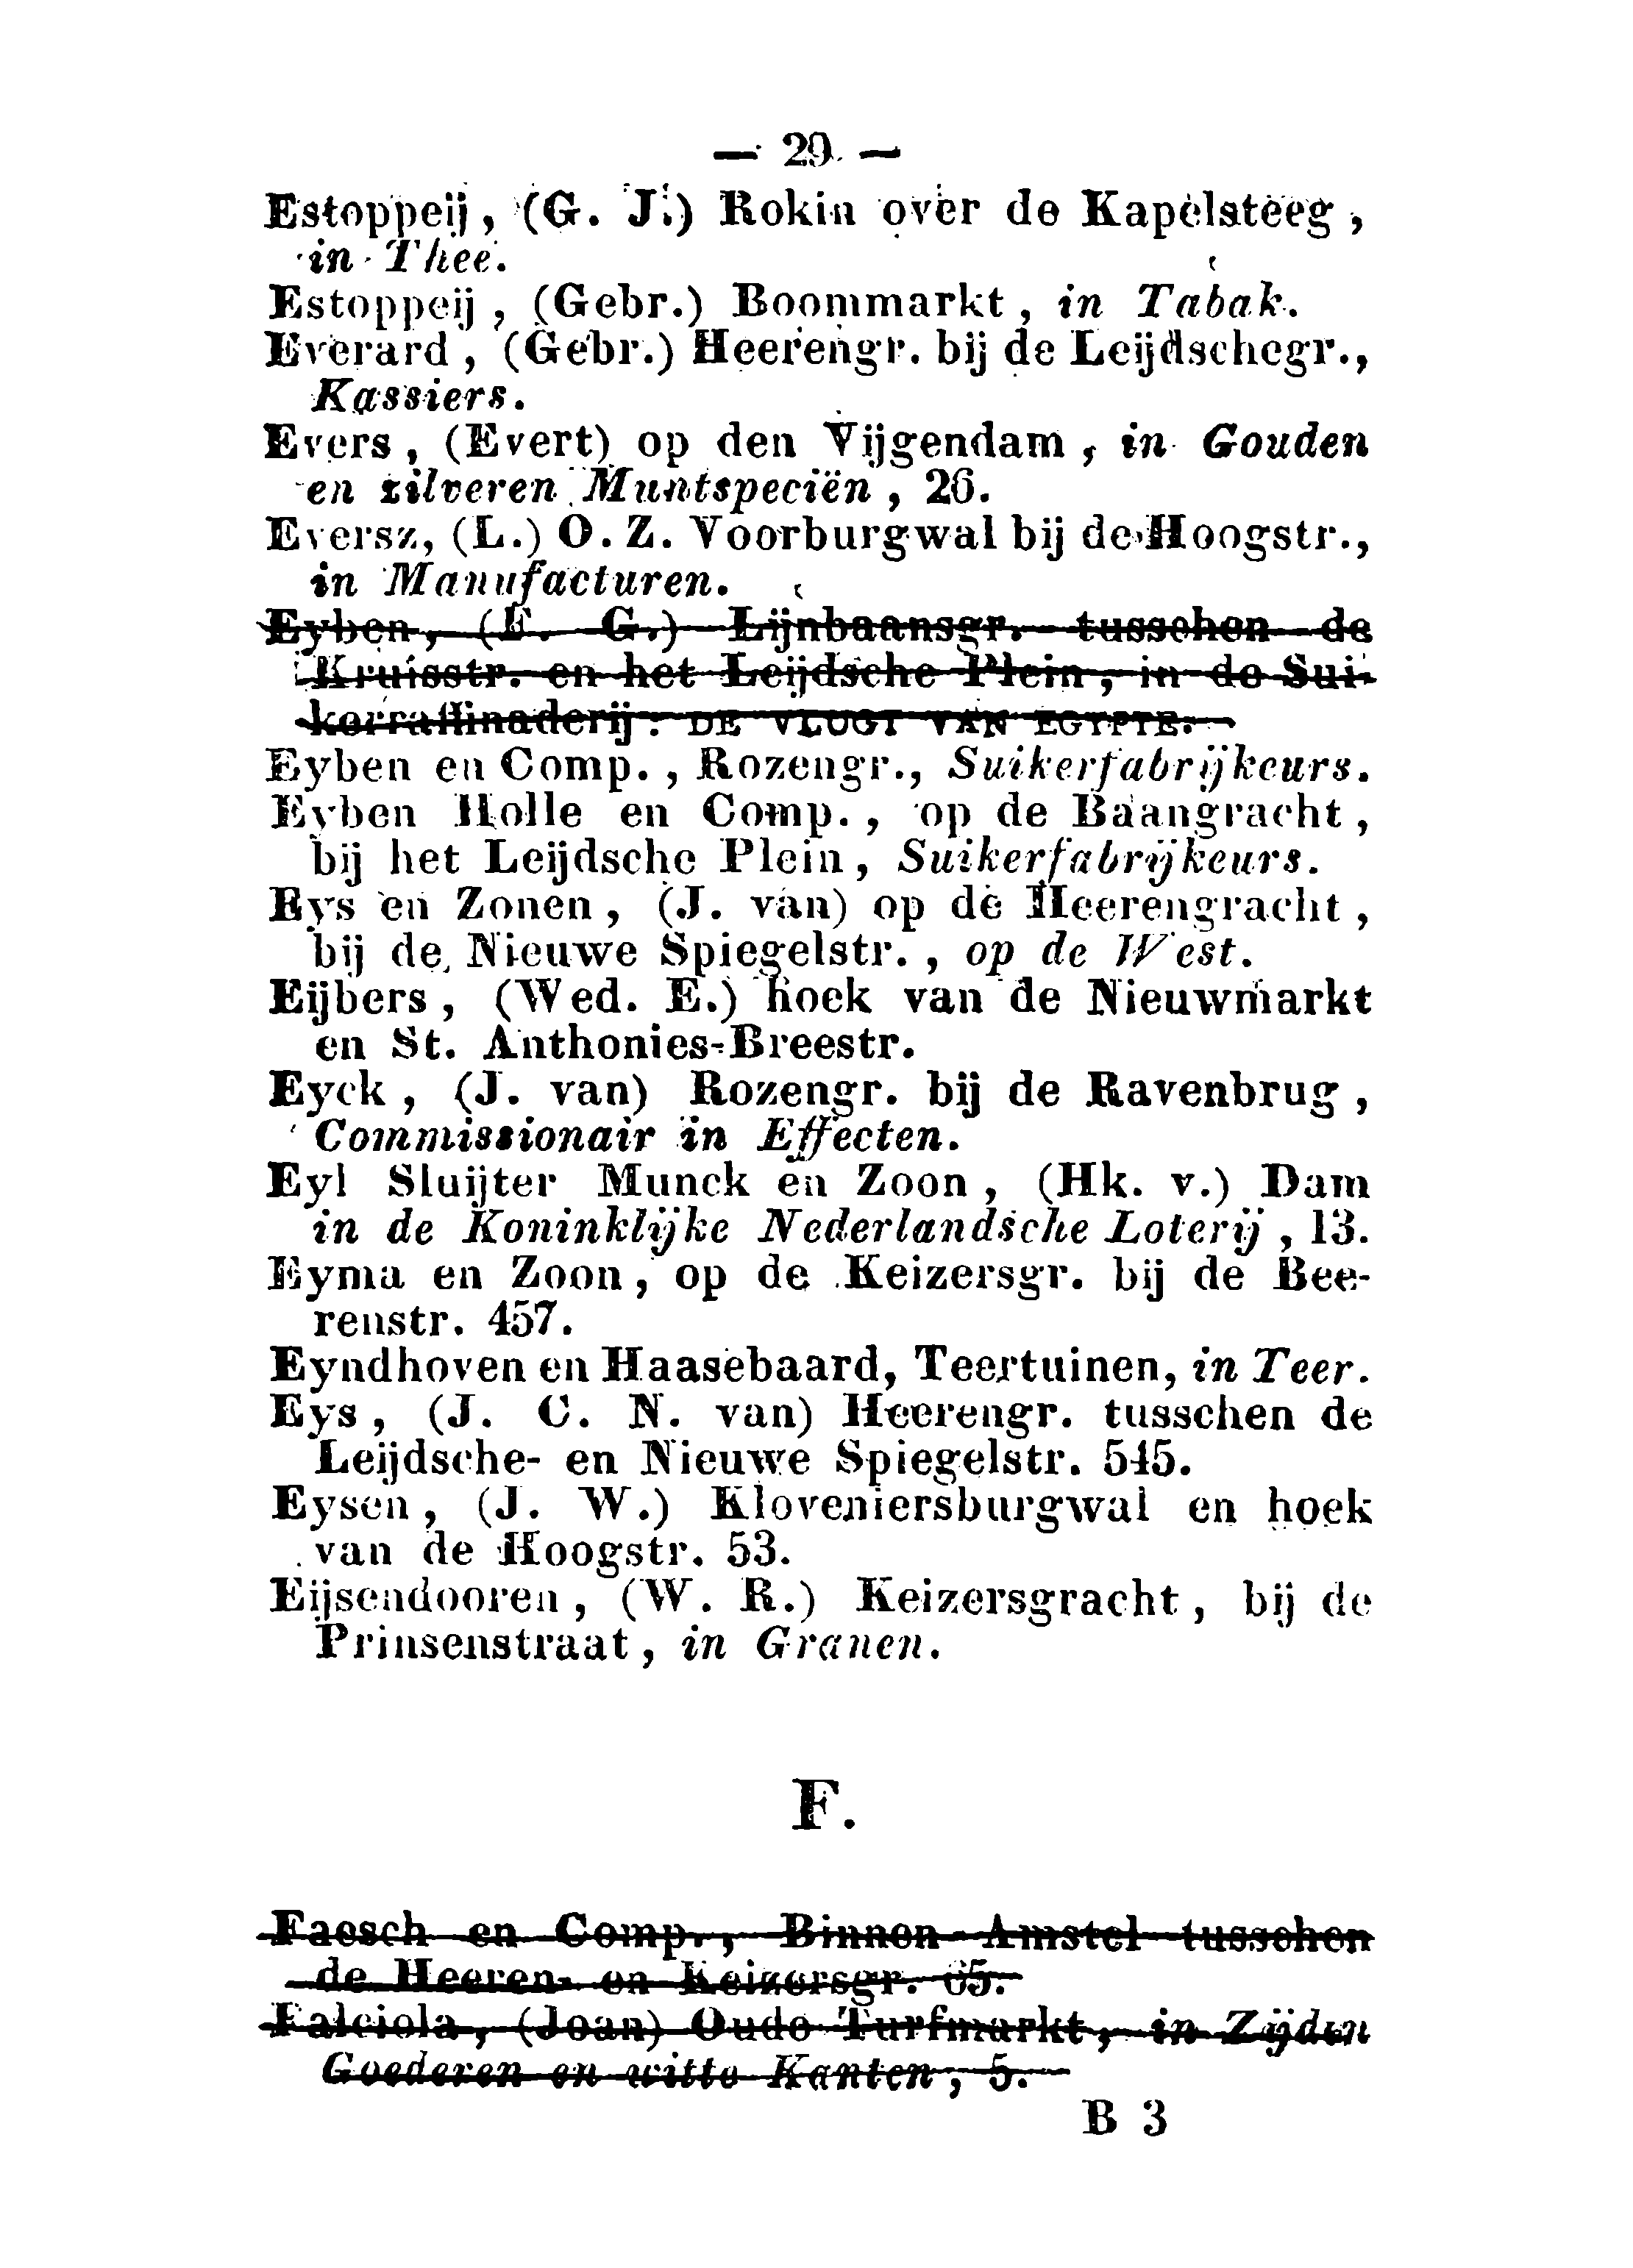 — 29 —
Estoppeij, (G. J.) Rokin over de Kapelsteeg,
in Thee.
Estoppeij, (Gebr.) Boommarkt, in Tabak.
Everard, (Gebr.) Heerengr. bij de Leijdschegr.,
Kassiers.
Evers, (Evert) op den Vijgendam, in Gouden
en zilveren Muntspeciën, 26.
Eversz, (L.) O. Z. Voorburgwal bij de Hoogstr.,
in Manufacturen.
Eyben, (F. G.) Lijnbaansgr. tusschen de
Kruisstr. en het Leijdsche Plein, in de Sui-
kerraffinaderij: DE VLUGT VAN EGYPTE.
Eyben en Comp., Rozengr., Suikerfabrijkeurs.
Eyben Holle en Comp., op de Baangracht,
bij het Leijdsche Plein, Suikerfabrijkeurs.
Eys en Zonen, (J. van) op de Heerengracht,
bij de Nieuwe Spiegelstr., op de West.
Eijbers, (Wed. E.) hoek van de Nieuwmarkt
en St. Anthonies-Breestr.
Eyck, (J. van) Rozengr. bij de Ravenbrug,
Commissionair in Effecten.
Eyl Sluijter Munck en Zoon, (Hk. v.) Dam
in de Koninklijke Nederlandsche Loterij, 13.
Eyma en Zoon, op de Keizersgr. bij de Bee-
renstr. 457.
Eyndhoven en Haasebaard, Teertuinen, in Teer.
Eys, (J. C. N. van) Heerengr. tusschen de
Leijdsche- en Nieuwe Spiegelstr. 545.
Eysen, (J. W.) Kloveniersburgwal en hoek
van de Hoogstr. 53.
Eijsendooren, (W. R.) Keizersgracht, bij de
Prinsenstraat, in Granen.
F.
Faesch en Comp., Binnen-Amstel tusschen
de Heeren- en Keizersgr. 65.
Falciola, (Joan) Oude Turfmarkt, in Zijden
Goederen en witte Kanten, 5.
B 3